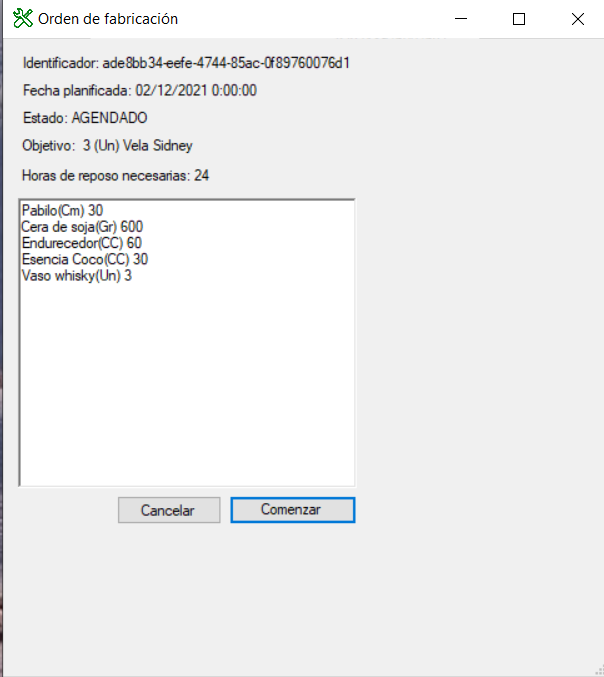 Orden de fabricación
Identificador: ade8bb34-eefe-4744-85ac-0f89760076d1
Fecha planificada: 02/12/2021 0:00:00
Estado: AGENDADO
Objetivo:  3 (Un) Vela Sidney
Horas de reposo necesarias: 24
Pabilo(Cm) 30
Cera de soja(Gr) 600
Endurecedor(CC) 60
Esencia Coco(CC) 30
Vaso whisky(Un) 3
Cancelar Comenzar